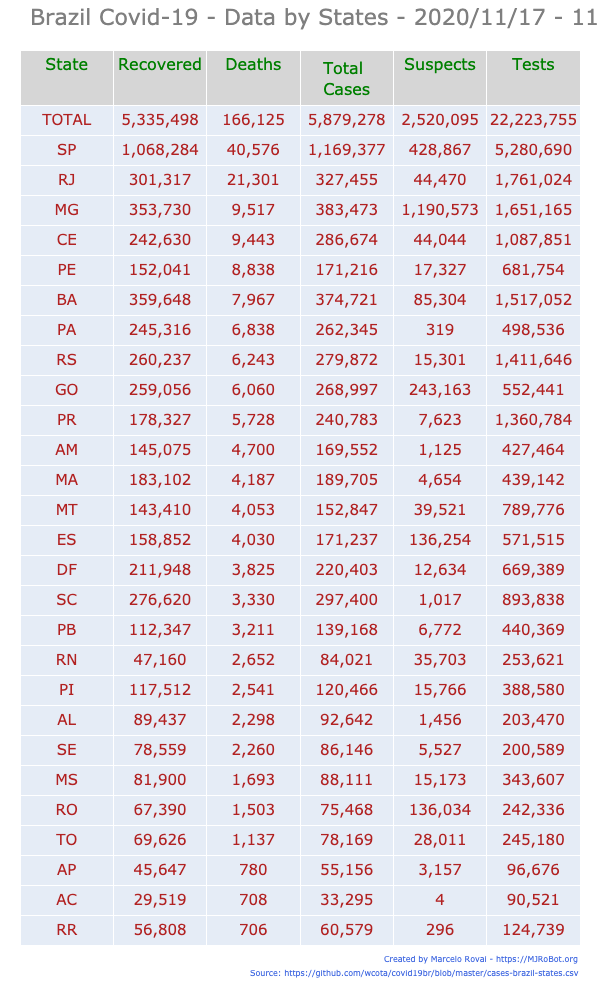 Brazil Covid-19 - Data by States - 2020/11/17 - 11
State Recovered Deaths Total Cases Suspects Tests
TOTAL 5,335,498 166,125 5,879,278 2,520,095 22,223,755
SP 1,068,284 40,576 1,169,377 428,867 5,280,690
RJ 301,317 21,301 327,455 44,470 1,761,024
MG 353,730 9,517 383,473 1,190,573 1,651,165
CE 242,630 9,443 286,674 44,044 1,087,851
PE 152,041 8,838 171,216 17,327 681,754
BA 359,648 7,967 374,721 85,304 1,517,052
PA 245,316 6,838 262,345 319 498,536
RS 260,237 6,243 279,872 15,301 1,411,646
GO 259,056 6,060 268,997 243,163 552,441
PR 178,327 5,728 240,783 7,623 1,360,784
AM 145,075 4,700 169,552 1,125 427,464
MA 183,102 4,187 189,705 4,654 439,142
MT 143,410 4,053 152,847 39,521 789,776
ES 158,852 4,030 171,237 136,254 571,515
DF 211,948 3,825 220,403 12,634 669,389
SC 276,620 3,330 297,400 1,017 893,838
PB 112,347 3,211 139,168 6,772 440,369
RN 47,160 2,652 84,021 35,703 253,621
PI 117,512 2,541 120,466 15,766 388,580
AL 89,437 2,298 92,642 1,456 203,470
SE 78,559 2,260 86,146 5,527 200,589
MS 81,900 1,693 88,111 15,173 343,607
RO 67,390 1,503 75,468 136,034 242,336
TO 69,626 1,137 78,169 28,011 245,180
AP 45,647 780 55,156 3,157 96,676
AC 29,519 708 33,295 4 90,521
RR 56,808 706 60,579 296 124,739
Created by Marcelo Rovai - https://MJRoBot.org
Source: https://github.com/wcota/covid19br/blob/master/cases-brazil-states.csv